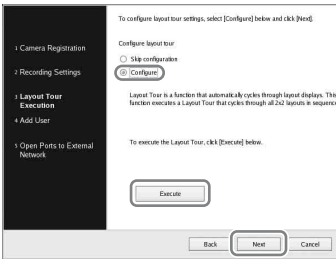 To configure layout tour settings, select [Configure] below and click [Next].
Configure layout tour
Skip configuration
Configure
Layout Tour is a function that automatically cycles through layout displays. This
function executes a Layout Tour that cycles through all 2x2 layouts in sequence
To execute the Layout Tour, click [Execute] below.
Execute
1 Camera Registration
2 Recording Settings
3 Layout Tour
Execution
4 Add User
5 Open Ports to External
Network
Back
Next
Cancel